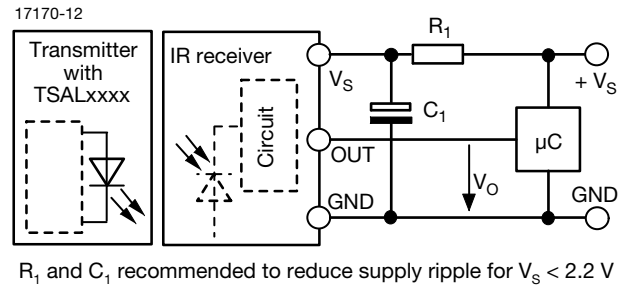 17170-12
Transmitter
with
TSALxxxx
IR receiver
Circuit
V_S
OUT
GND
R_1
C_1
V_O
µC
+ V_S
GND
R_1 and C_1 recommended to reduce supply ripple for V_S < 2.2 V